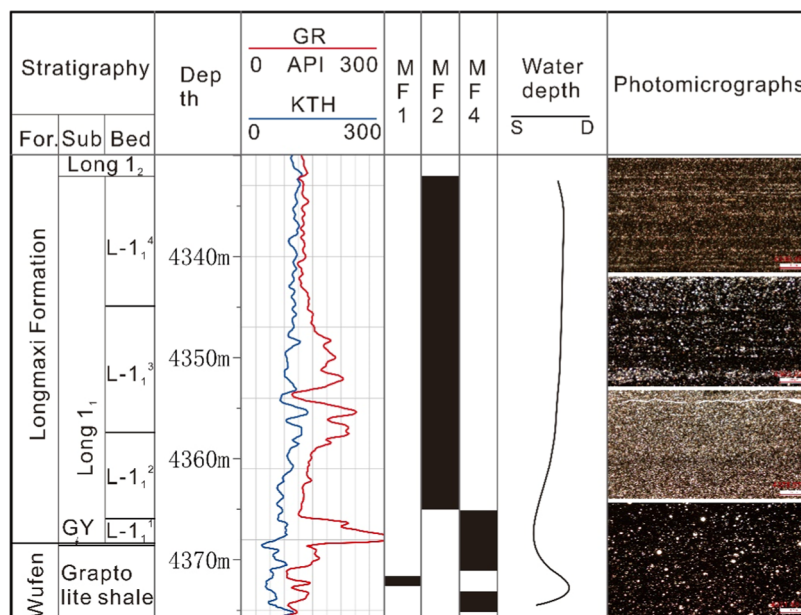 Stratigraphy
Dep
th
GR
0 API 300
KTH
0 300
M
F
1
M
F
2
M
F
4
Water
depth
S D
Photomicrographs
For. Sub Bed
Long 1₂
Longmaxi Formation
Long 1₁
L-1₁⁴
4340m
L-1₁³
4350m
L-1₁²
4360m
GY
L-1₁¹
Wufen
Grapto
lite shale
4370m